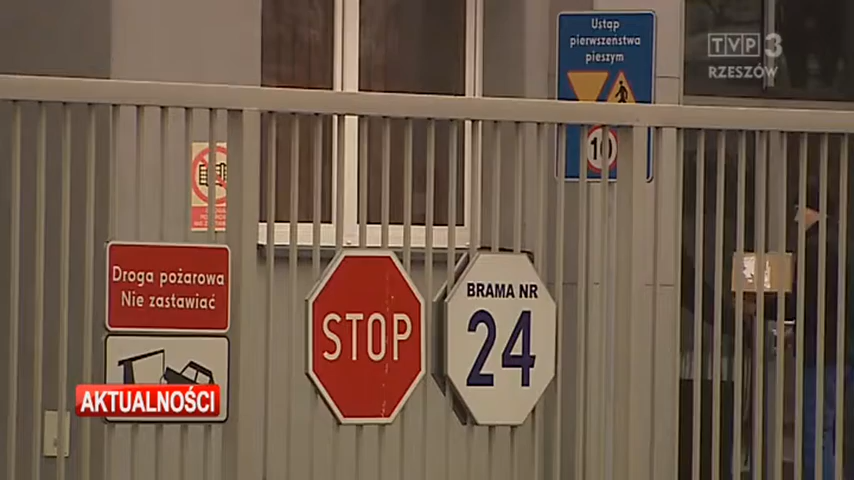 Ustąp
pierwszeństwa
pieszym
TVP3
RZESZÓW
10
Droga pożarowa
Nie zastawiać
STOP
BRAMA NR
24
AKTUALNOŚCI